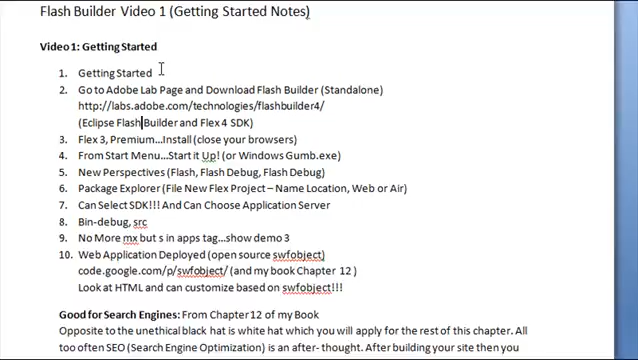 Flash Builder Video 1 (Getting Started Notes)
Video 1: Getting Started
1. Getting Started
2. Go to Adobe Lab Page and Download Flash Builder (Standalone)
http://labs.adobe.com/technologies/flashbuilder4/
(Eclipse Flash Builder and Flex 4 SDK)
3. Flex 3, Premium...Install (close your browsers)
4. From Start Menu...Start it Up! (or Windows Gumb.exe)
5. New Perspectives (Flash, Flash Debug, Flash Debug)
6. Package Explorer (File New Flex Project – Name Location, Web or Air)
7. Can Select SDK!!! And Can Choose Application Server
8. Bin-debug, src
9. No More mx but s in apps tag...show demo 3
10. Web Application Deployed (open source swfobject)
code.google.com/p/swfobject/ (and my book Chapter 12 )
Look at HTML and can customize based on swfobject!!!
Good for Search Engines: From Chapter 12 of my Book
Opposite to the unethical black hat is white hat which you will apply for the rest of this chapter. All
too often SEO (Search Engine Optimization) is an after- thought. After building your site then you